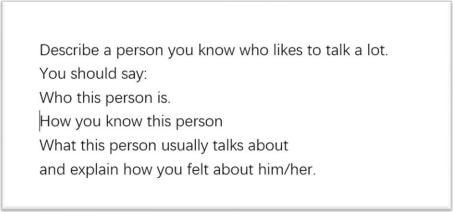 Describe a person you know who likes to talk a lot.
You should say:
Who this person is.
How you know this person
What this person usually talks about
and explain how you felt about him/her.